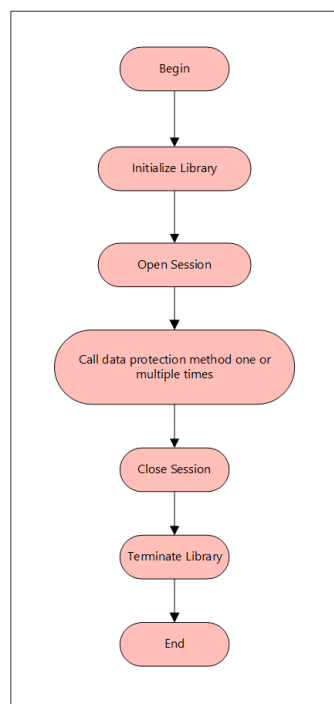 Begin
Initialize Library
Open Session
Call data protection method one or
multiple times
Close Session
Terminate Library
End